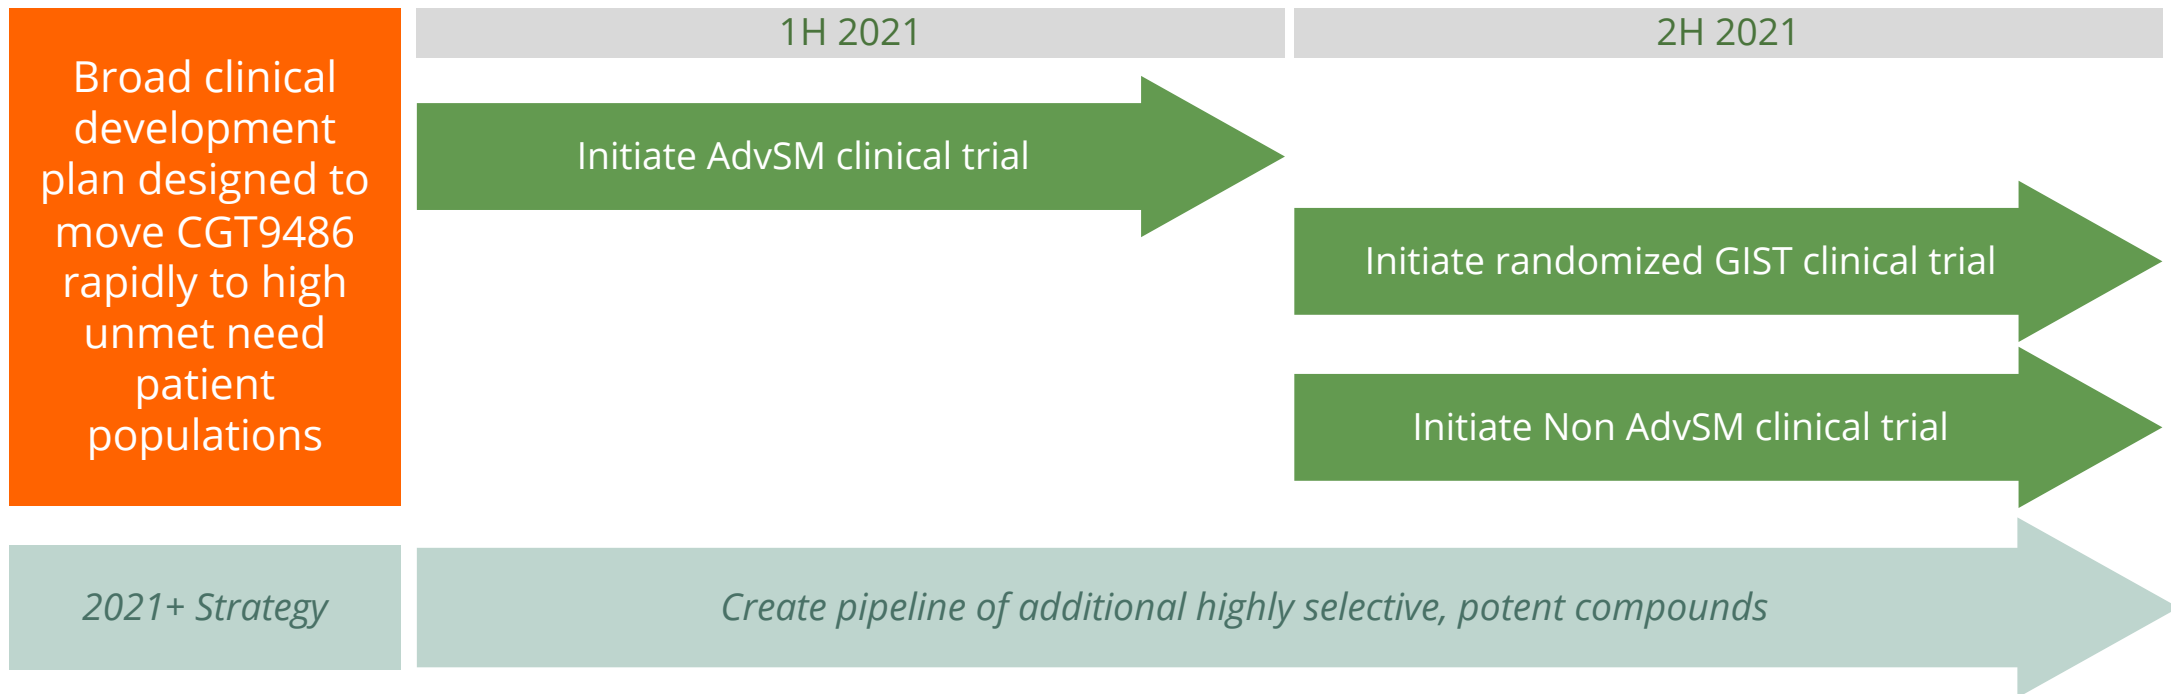 Broad clinical
development
plan designed to
move CGT9486
rapidly to high
unmet need
patient
populations
1H 2021
2H 2021
Initiate AdvSM clinical trial
Initiate randomized GIST clinical trial
Initiate Non AdvSM clinical trial
2021+ Strategy
Create pipeline of additional highly selective, potent compounds